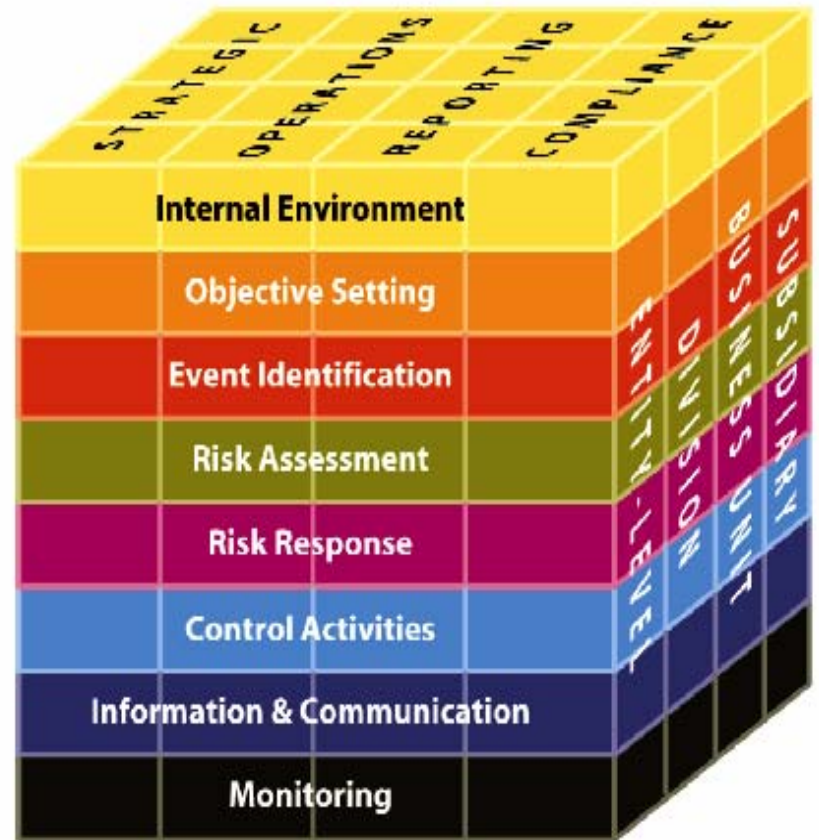 STRATEGIC
OPERATIONS
REPORTING
COMPLIANCE
Internal Environment
Objective Setting
Event Identification
Risk Assessment
Risk Response
Control Activities
Information & Communication
Monitoring
ENTITY-LEVEL
DIVISION
BUSINESS UNIT
SUBSIDIARY